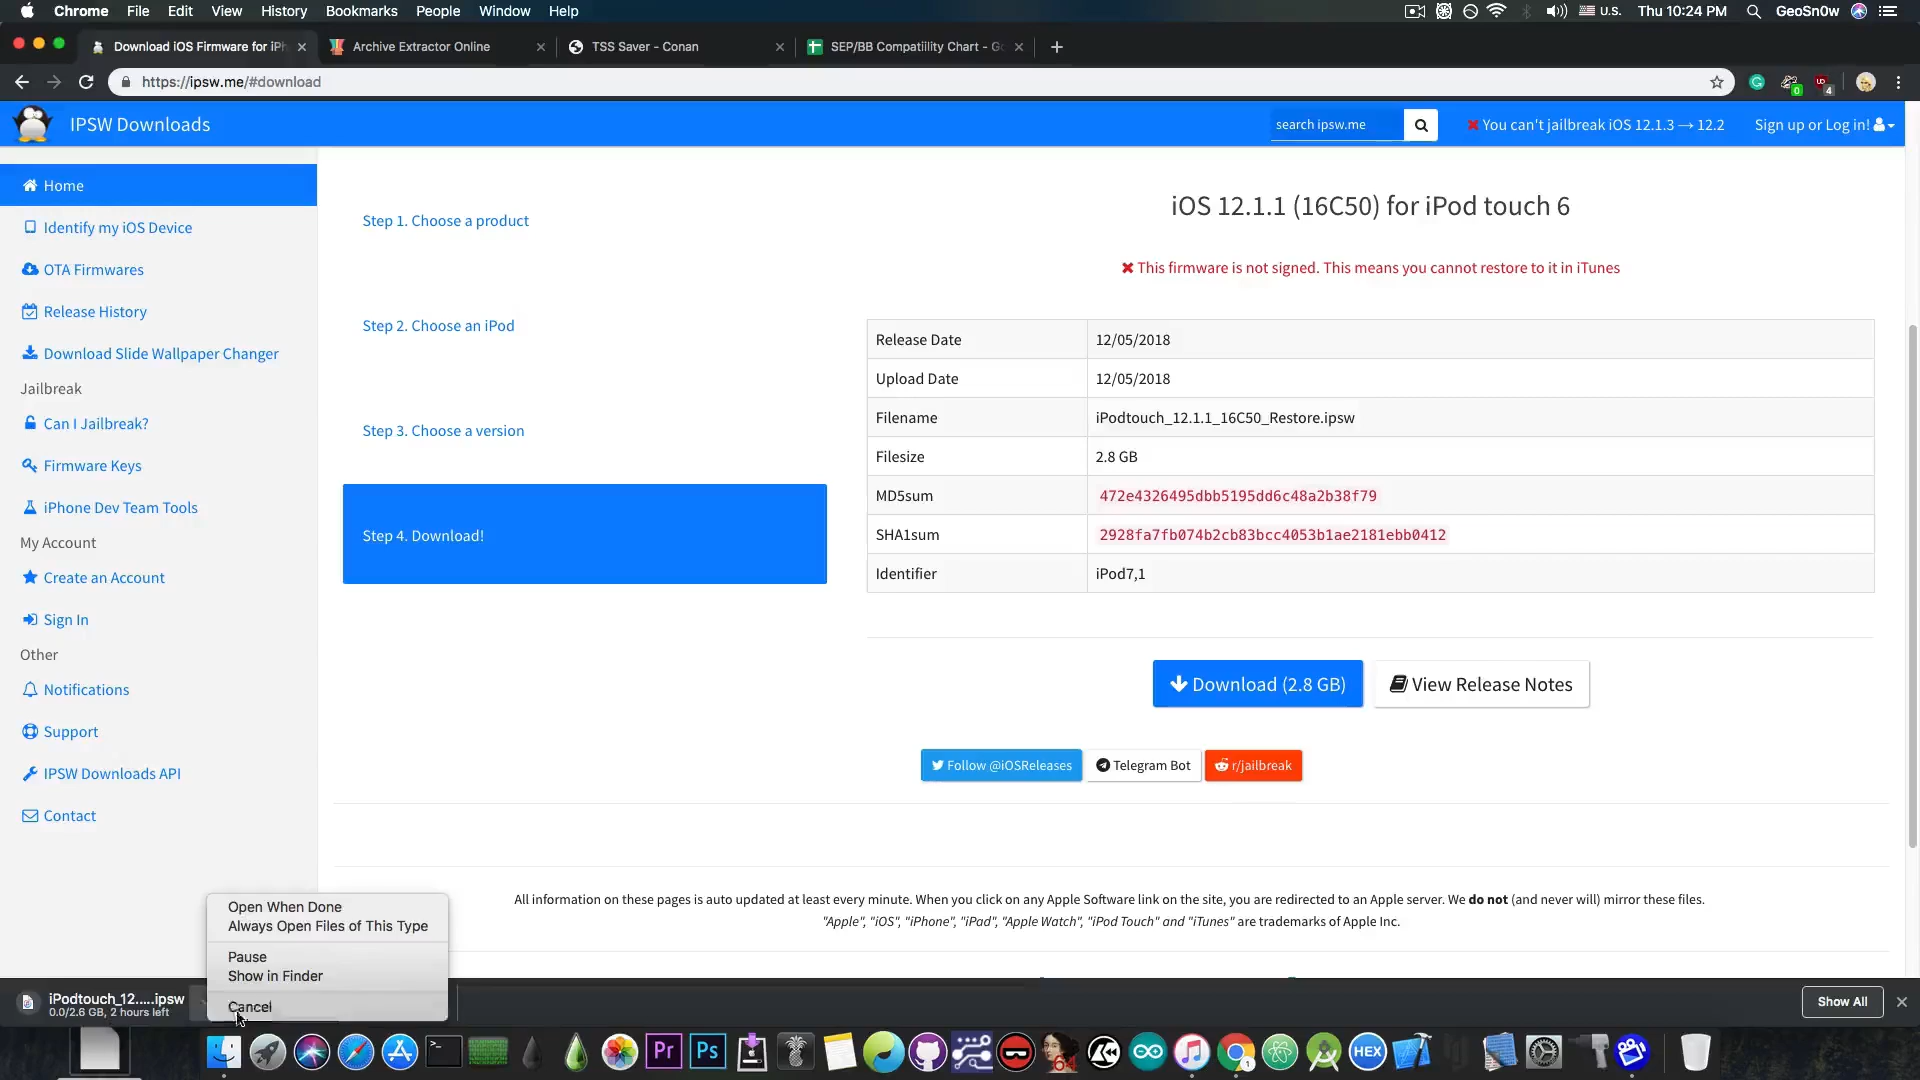 Chrome File Edit View History Bookmarks People Window Help
U.S. Thu 10:24 PM GeoSn0w
Download iOS Firmware for iPh
Archive Extractor Online
TSS Saver - Conan
SEP/BB Compatiility Chart - Go
https://ipsw.me/#download
0
UD
4
IPSW Downloads
search ipsw.me
You can't jailbreak iOS 12.1.3 → 12.2
Sign up or Log in!
Home
Identify my iOS Device
OTA Firmwares
Release History
Download Slide Wallpaper Changer
Jailbreak
Can I Jailbreak?
Firmware Keys
iPhone Dev Team Tools
My Account
Create an Account
Sign In
Other
Notifications
Support
IPSW Downloads API
Contact
Step 1. Choose a product
Step 2. Choose an iPod
Step 3. Choose a version
Step 4. Download!
iOS 12.1.1 (16C50) for iPod touch 6
This firmware is not signed. This means you cannot restore to it in iTunes
Release Date 12/05/2018
Upload Date 12/05/2018
Filename iPodtouch_12.1.1_16C50_Restore.ipsw
Filesize 2.8 GB
MD5sum 472e4326495dbb5195dd6c48a2b38f79
SHA1sum 2928fa7fb074b2cb83bcc4053b1ae2181ebb0412
Identifier iPod7,1
Download (2.8 GB)
View Release Notes
Follow @iOSReleases
Telegram Bot
r/jailbreak
All information on these pages is auto updated at least every minute. When you click on any Apple Software link on the site, you are redirected to an Apple server. We do not (and never will) mirror these files.
"Apple", "iOS", "iPhone", "iPad", "Apple Watch", "iPod Touch" and "iTunes" are trademarks of Apple Inc.
Open When Done
Always Open Files of This Type
Pause
Show in Finder
Cancel
iPodtouch_12.....ipsw
0.0/2.6 GB, 2 hours left
Show All
Pr
Ps
64
1
HEX